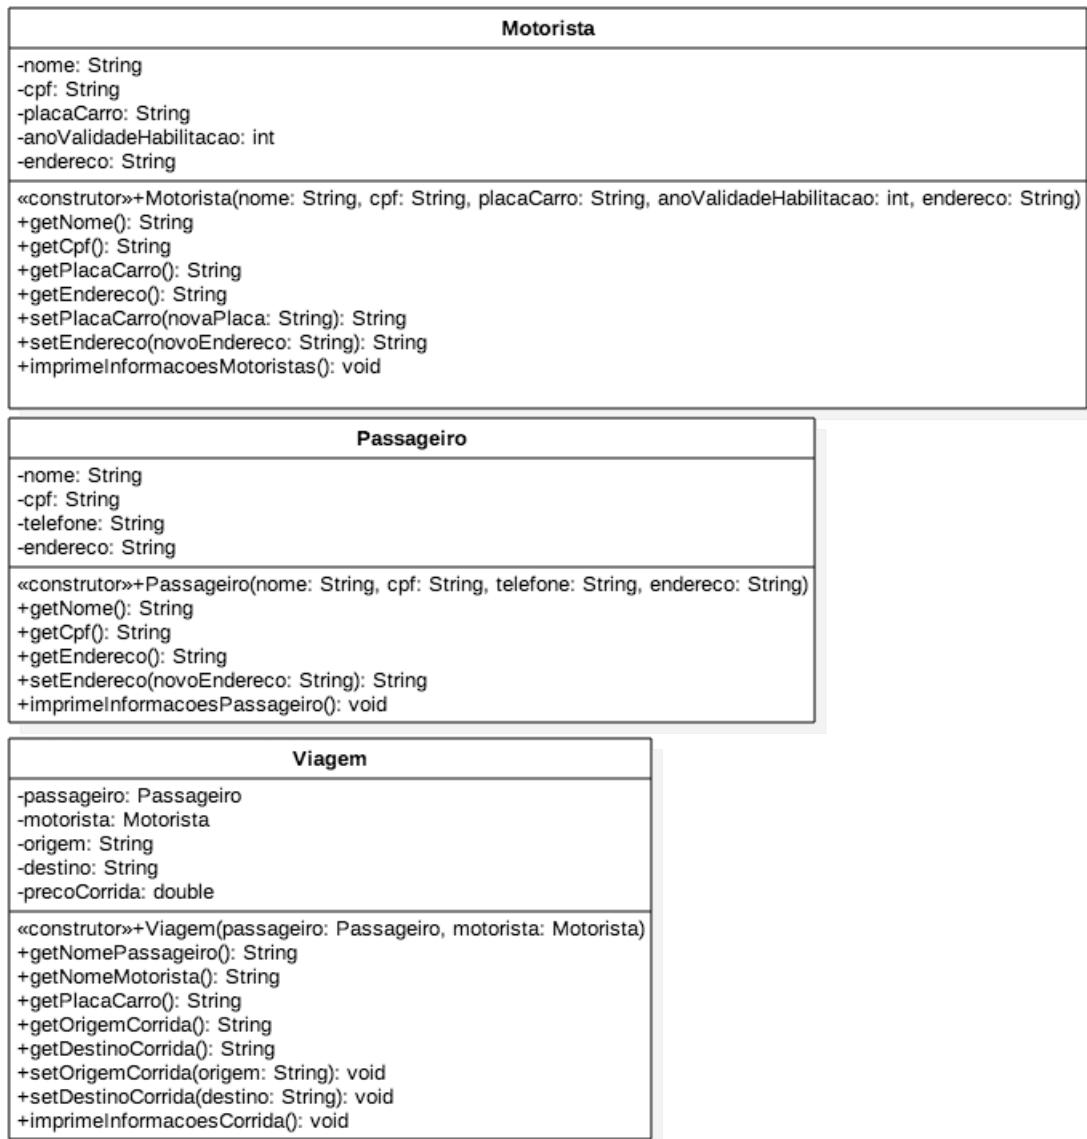 Motorista
-nome: String
-cpf: String
-placaCarro: String
-anoValidadeHabilitacao: int
-endereco: String
«construtor»+Motorista(nome: String, cpf: String, placaCarro: String, anoValidadeHabilitacao: int, endereco: String)
+getNome(): String
+getCpf(): String
+getPlacaCarro(): String
+getEndereco(): String
+setPlacaCarro(novaPlaca: String): String
+setEndereco(novoEndereco: String): String
+imprimeInformacoesMotoristas(): void
Passageiro
-nome: String
-cpf: String
-telefone: String
-endereco: String
«construtor»+Passageiro(nome: String, cpf: String, telefone: String, endereco: String)
+getNome(): String
+getCpf(): String
+getEndereco(): String
+setEndereco(novoEndereco: String): String
+imprimeInformacoesPassageiro(): void
Viagem
-passageiro: Passageiro
-motorista: Motorista
-origem: String
-destino: String
-precoCorrida: double
«construtor»+Viagem(passageiro: Passageiro, motorista: Motorista)
+getNomePassageiro(): String
+getNomeMotorista(): String
+getPlacaCarro(): String
+getOrigemCorrida(): String
+getDestinoCorrida(): String
+setOrigemCorrida(origem: String): void
+setDestinoCorrida(destino: String): void
+imprimeInformacoesCorrida(): void